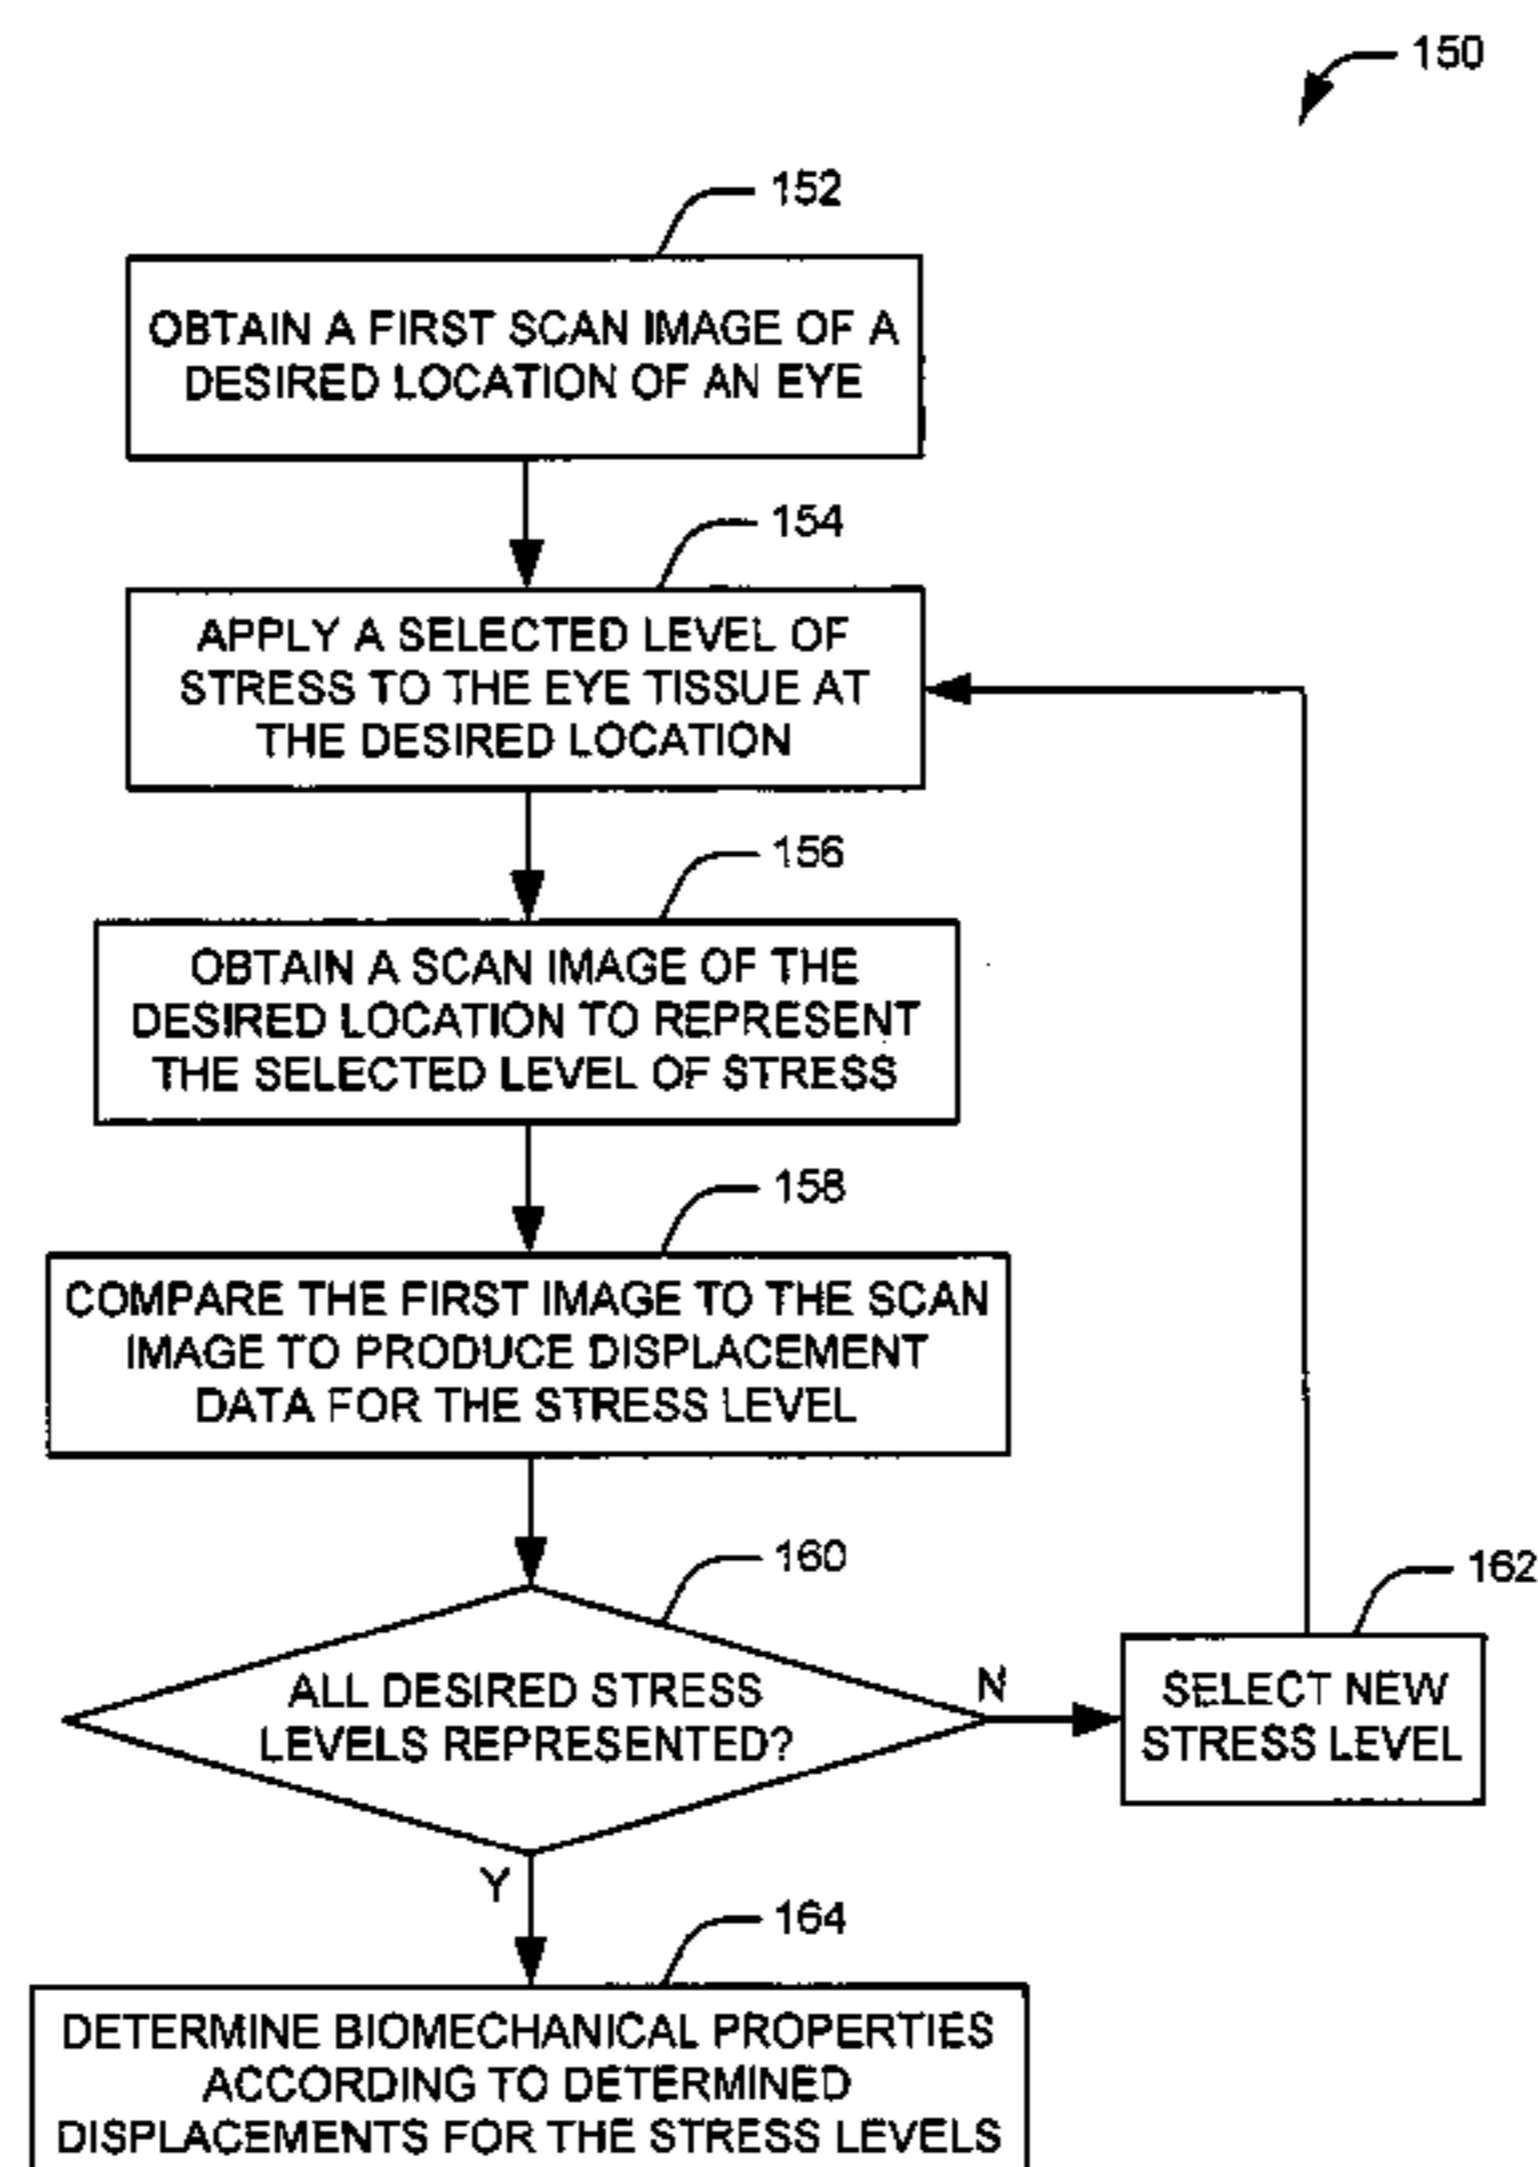 150
152
OBTAIN A FIRST SCAN IMAGE OF A
DESIRED LOCATION OF AN EYE
154
APPLY A SELECTED LEVEL OF
STRESS TO THE EYE TISSUE AT
THE DESIRED LOCATION
156
OBTAIN A SCAN IMAGE OF THE
DESIRED LOCATION TO REPRESENT
THE SELECTED LEVEL OF STRESS
158
COMPARE THE FIRST IMAGE TO THE SCAN
IMAGE TO PRODUCE DISPLACEMENT
DATA FOR THE STRESS LEVEL
160
ALL DESIRED STRESS
LEVELS REPRESENTED?
N
162
SELECT NEW
STRESS LEVEL
Y
164
DETERMINE BIOMECHANICAL PROPERTIES
ACCORDING TO DETERMINED
DISPLACEMENTS FOR THE STRESS LEVELS